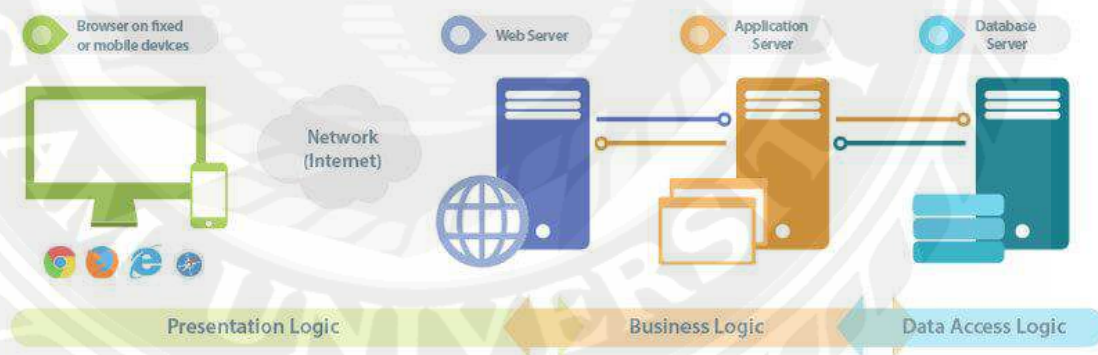 Browser on fixed
or mobile devices
Web Server
Application
Server
Database
Server
Network
(Internet)
Presentation Logic
Business Logic
Data Access Logic
UNIVERSITY